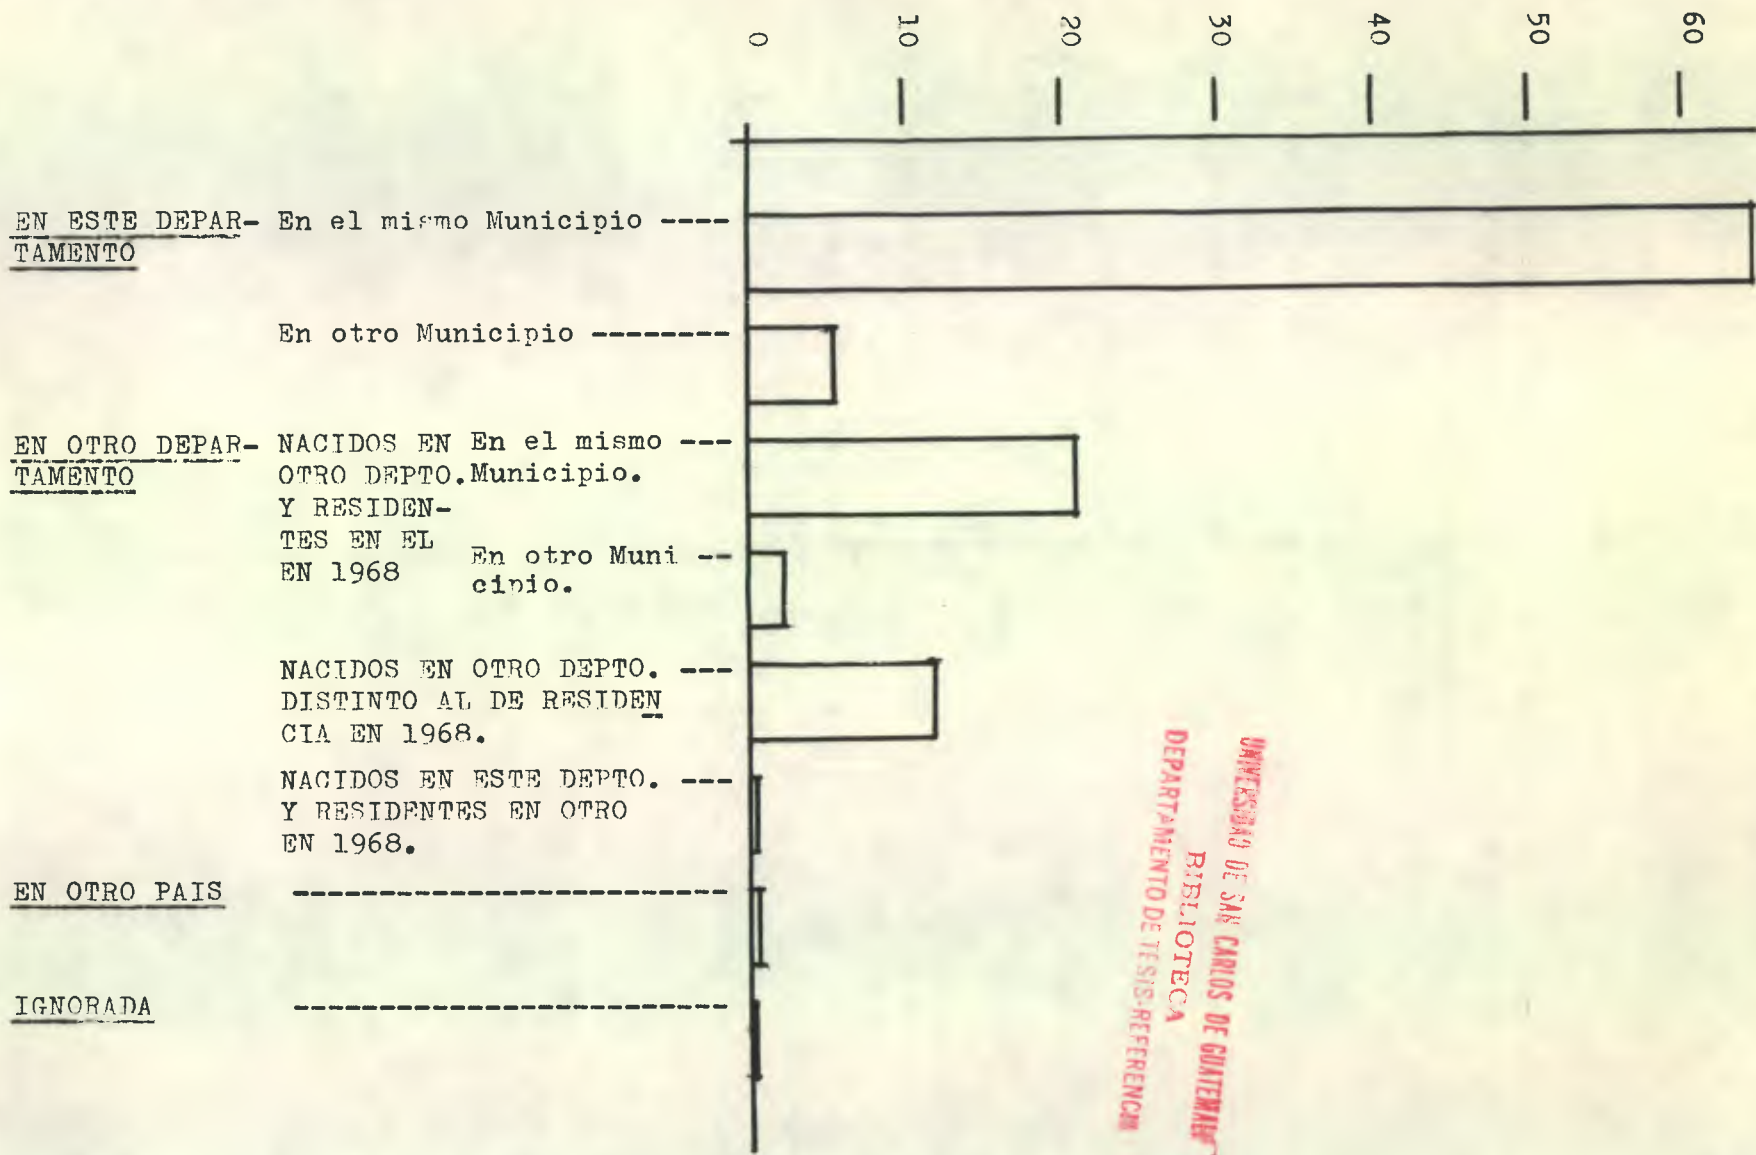 0 10 20 30 40 50 60
EN ESTE DEPAR- En el mismo Municipio ----
TAMENTO
En otro Municipio --------
EN OTRO DEPAR- NACIDOS EN En el mismo ---
TAMENTO OTRO DEPTO. Municipio.
Y RESIDEN-
TES EN EL En otro Muni --
EN 1968 cipio.
NACIDOS EN OTRO DEPTO. ---
DISTINTO AL DE RESIDEN
CIA EN 1968.
NACIDOS EN ESTE DEPTO. ---
Y RESIDENTES EN OTRO
EN 1968.
EN OTRO PAIS ------------------------
IGNORADA ------------------------
UNIVERSIDAD DE SAN CARLOS DE GUATEMALA
BIBLIOTECA
DEPARTAMENTO DE TESIS-REFERENCIA